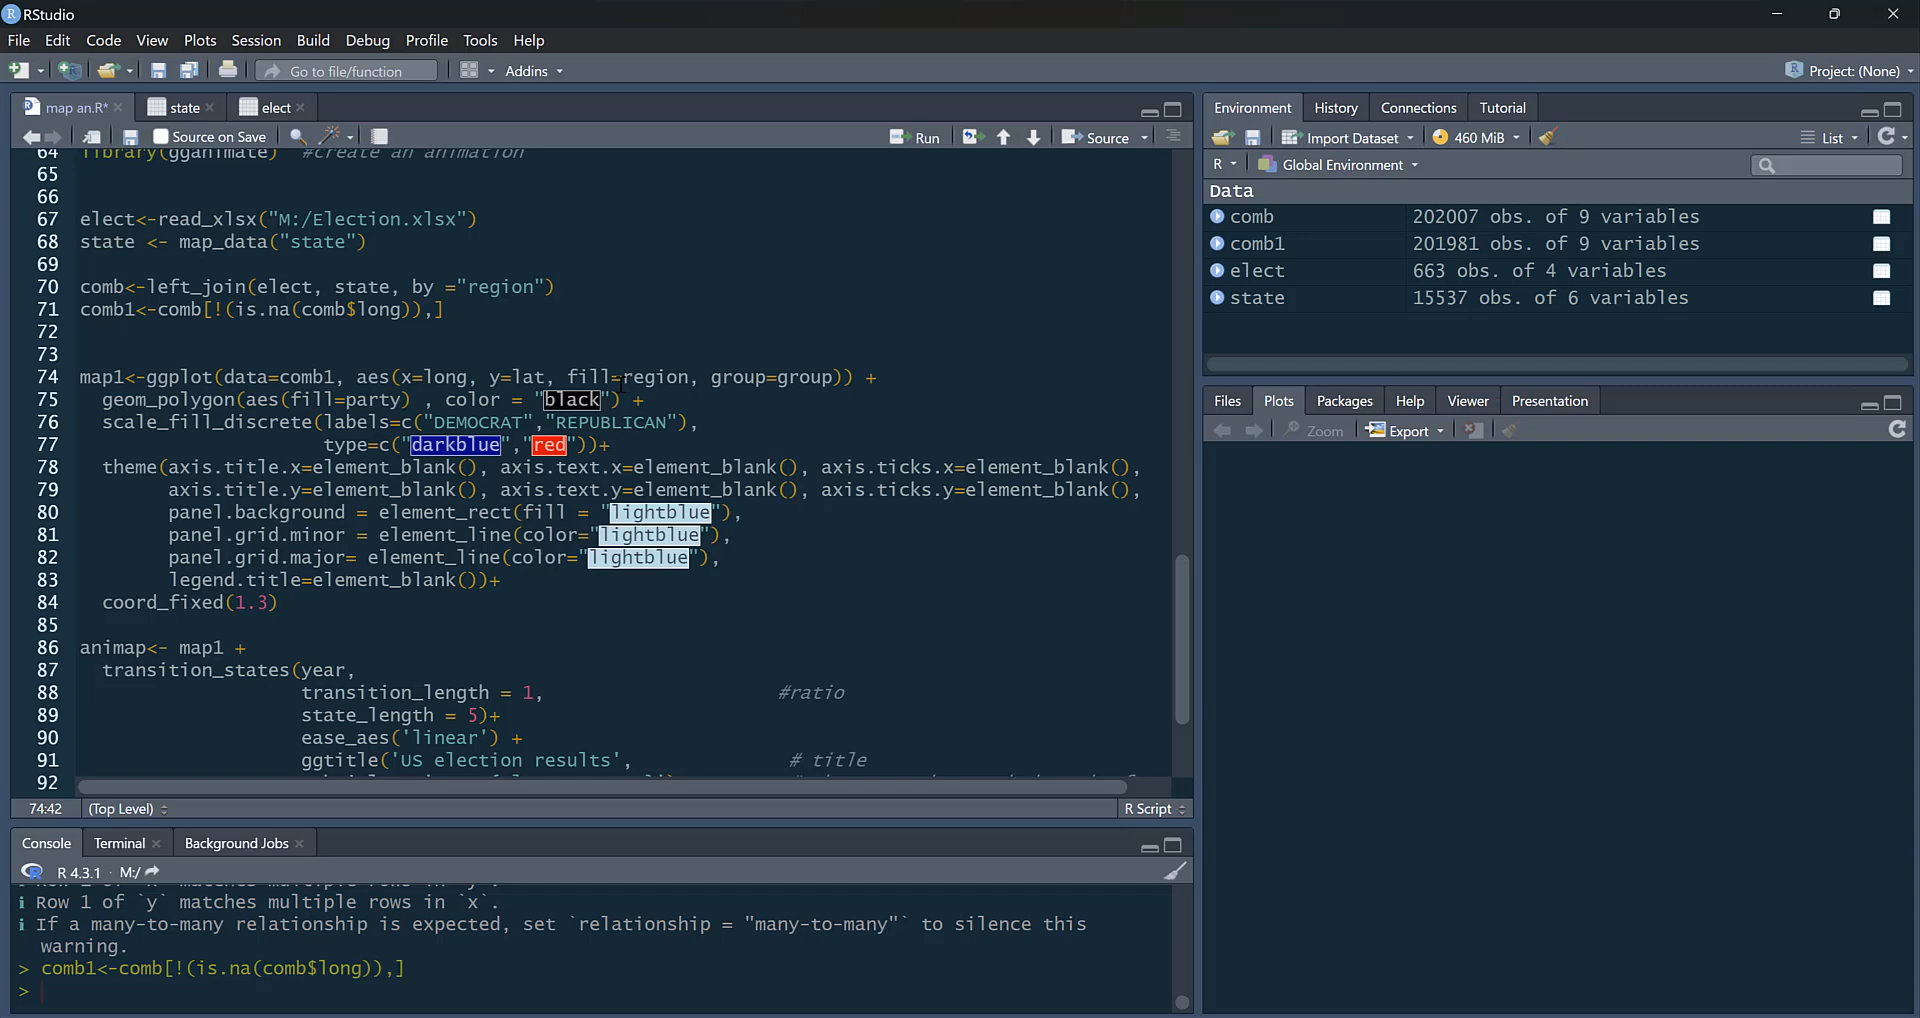 RStudio
File Edit Code View Plots Session Build Debug Profile Tools Help
Go to file/function Addins Project: (None)
map an.R* state elect
Source on Save Run Source
64 library(gganimate) #create an animation
65
66
67 elect<-read_xlsx("M:/Election.xlsx")
68 state <- map_data("state")
69
70 comb<-left_join(elect, state, by ="region")
71 comb1<-comb[!(is.na(comb$long)),]
72
73
74 map1<-ggplot(data=comb1, aes(x=long, y=lat, fill=region, group=group)) +
75 geom_polygon(aes(fill=party) , color = "black") +
76 scale_fill_discrete(labels=c("DEMOCRAT","REPUBLICAN"),
77 type=c("darkblue","red"))+
78 theme(axis.title.x=element_blank(), axis.text.x=element_blank(), axis.ticks.x=element_blank(),
79 axis.title.y=element_blank(), axis.text.y=element_blank(), axis.ticks.y=element_blank(),
80 panel.background = element_rect(fill = "lightblue"),
81 panel.grid.minor = element_line(color="lightblue"),
82 panel.grid.major= element_line(color="lightblue"),
83 legend.title=element_blank())+
84 coord_fixed(1.3)
85
86 animap<- map1 +
87 transition_states(year,
88 transition_length = 1, #ratio
89 state_length = 5)+
90 ease_aes('linear') +
91 ggtitle('US election results', # title
92
74:42 (Top Level) R Script
Console Terminal Background Jobs
R 4.3.1 · M:/
i Row 1 of `y` matches multiple rows in `x`.
i If a many-to-many relationship is expected, set `relationship = "many-to-many"` to silence this
warning.
> comb1<-comb[!(is.na(comb$long)),]
>
Environment History Connections Tutorial
Import Dataset 460 MiB List
R Global Environment
Data
comb 202007 obs. of 9 variables
comb1 201981 obs. of 9 variables
elect 663 obs. of 4 variables
state 15537 obs. of 6 variables
Files Plots Packages Help Viewer Presentation
Zoom Export